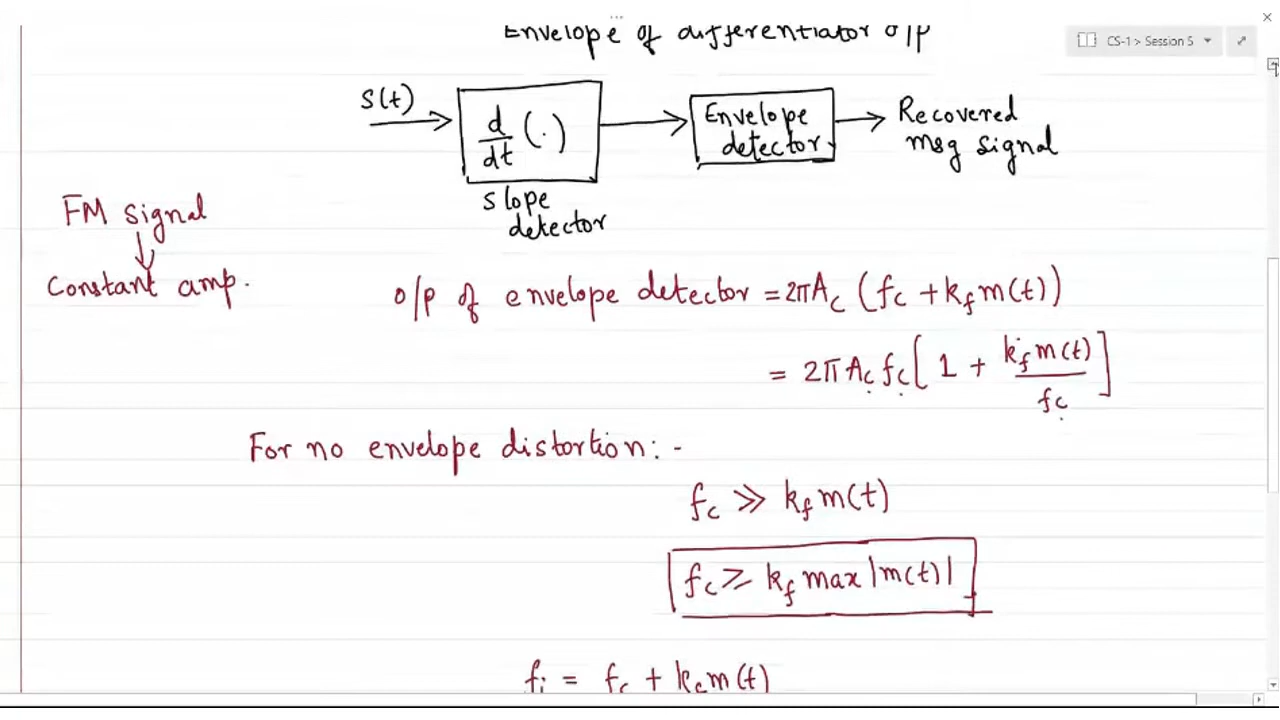 Envelope of differentiator o/p
CS-1 > Session 5
S(t)
d/dt (.)
Envelope
detector
Recovered
msg signal
Slope
detector
FM signal
Constant amp.
o/p of envelope detector = 2πA_c (f_c + k_f m(t))
= 2πA_c f_c [ 1 + k_f m(t) / f_c ]
For no envelope distortion: -
f_c ≫ k_f m(t)
f_c ≥ k_f max |m(t)|
f_i = f_c + k_f m(t)